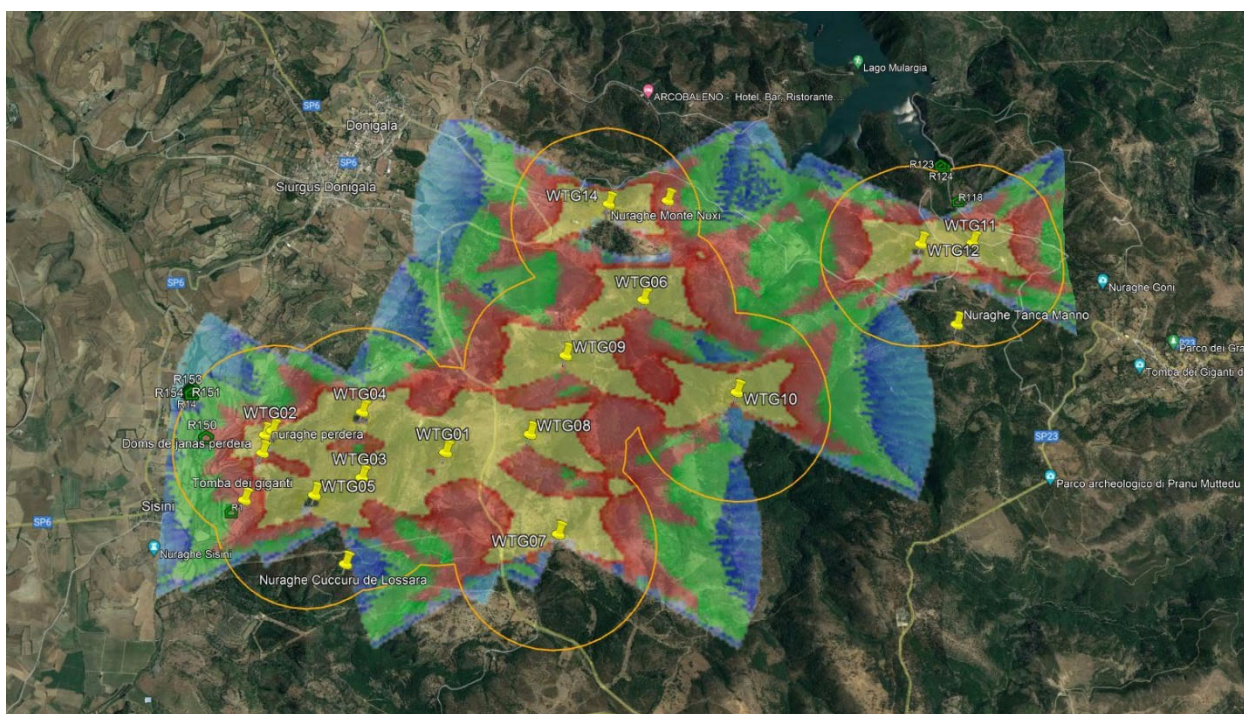 Lago Mulargia
ARCOBALENO - Hotel, Bar, Ristorante...
SP6
Donigala
SP6
Siurgus Donigala
R123
R124
R118
WTG14
Nuraghe Monte Nuxi
WTG11
WTG12
SP6
WTG06
Nuraghe Goni
Nuraghe Tanca Manno
WTG09
Parco dei Gra
Tomba dei Giganti d
R153
R154
R151
R14
WTG04
WTG10
WTG02
R150
nuraghe perdera
Doms de janas perdera
WTG01
WTG08
SP23
WTG03
Tomba dei giganti
WTG05
Parco archeologico di Pranu Muttedu
Sisini
R1
SP6
WTG07
Nuraghe Sisini
Nuraghe Cuccuru de Lossara